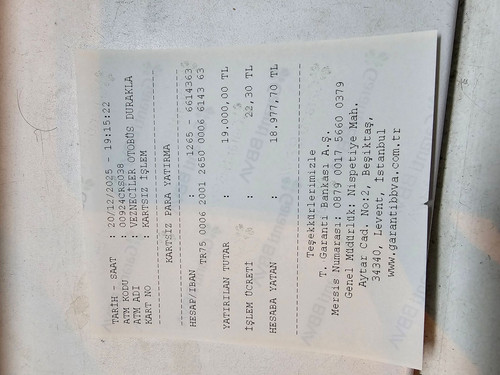 TARİH - SAAT : 20/12/2025 - 19:15:22
ATM KODU : 00924CRS038
ATM ADI : VEZNECİLER OTOBÜS DURAKLA
KART NO : KARTSIZ İŞLEM
KARTSIZ PARA YATIRMA
HESAP/IBAN : 1265 - 6614363
TR75 0006 2001 2650 0006 6143 63
YATIRILAN TUTAR : 19.000,00 TL
İŞLEM ÜCRETİ : 22,30 TL
HESABA YATAN : 18.977,70 TL
Teşekkürlerimizle
T. Garanti Bankası A.Ş.
Mersis Numarası: 0879 0017 5660 0379
Genel Müdürlük: Nispetiye Mah.
Aytar Cad. No:2, Beşiktaş,
34340, Levent, İstanbul
www.garantibbva.com.tr